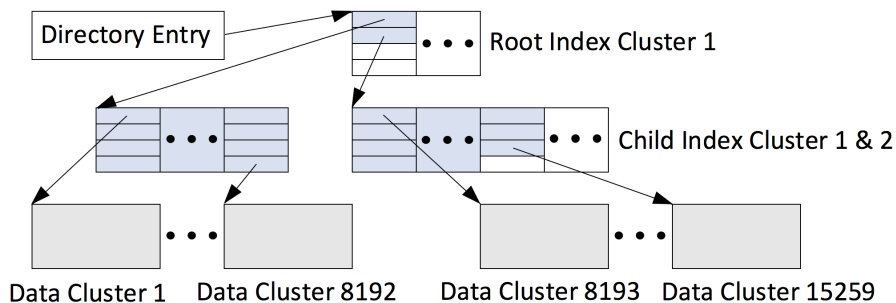 Directory Entry
Root Index Cluster 1
Child Index Cluster 1 & 2
Data Cluster 1
Data Cluster 8192
Data Cluster 8193
Data Cluster 15259